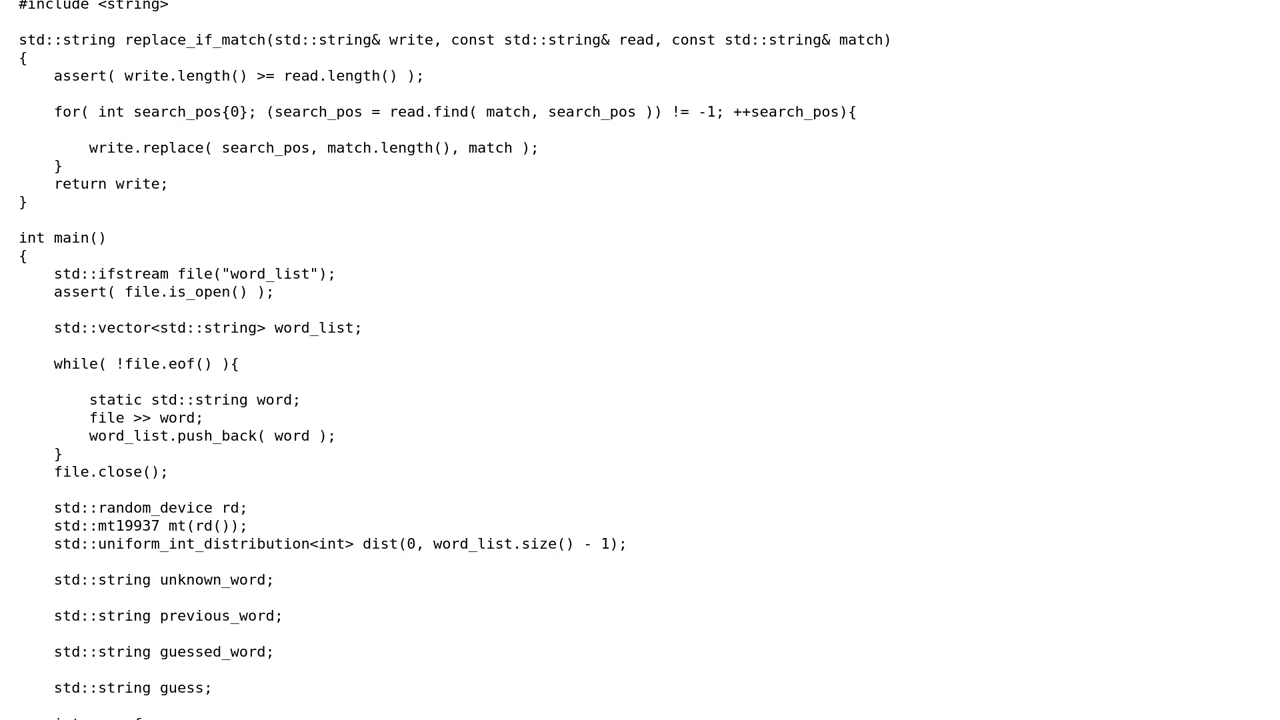 #include <string>

std::string replace_if_match(std::string& write, const std::string& read, const std::string& match)
{
    assert( write.length() >= read.length() );

    for( int search_pos{0}; (search_pos = read.find( match, search_pos )) != -1; ++search_pos){

        write.replace( search_pos, match.length(), match );
    }
    return write;
}

int main()
{
    std::ifstream file("word_list");
    assert( file.is_open() );

    std::vector<std::string> word_list;

    while( !file.eof() ){

        static std::string word;
        file >> word;
        word_list.push_back( word );
    }
    file.close();

    std::random_device rd;
    std::mt19937 mt(rd());
    std::uniform_int_distribution<int> dist(0, word_list.size() - 1);

    std::string unknown_word;

    std::string previous_word;

    std::string guessed_word;

    std::string guess;